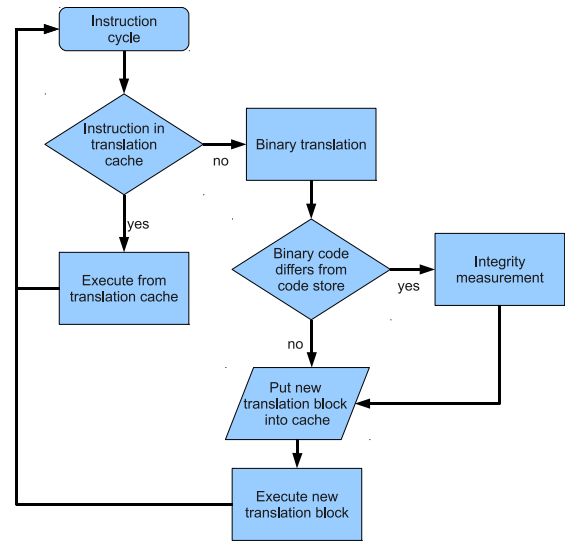 Instruction
cycle
Instruction in
translation
cache
no
Binary translation
yes
Execute from
translation cache
Binary code
differs from
code store
yes
Integrity
measurement
no
Put new
translation block
into cache
Execute new
translation block